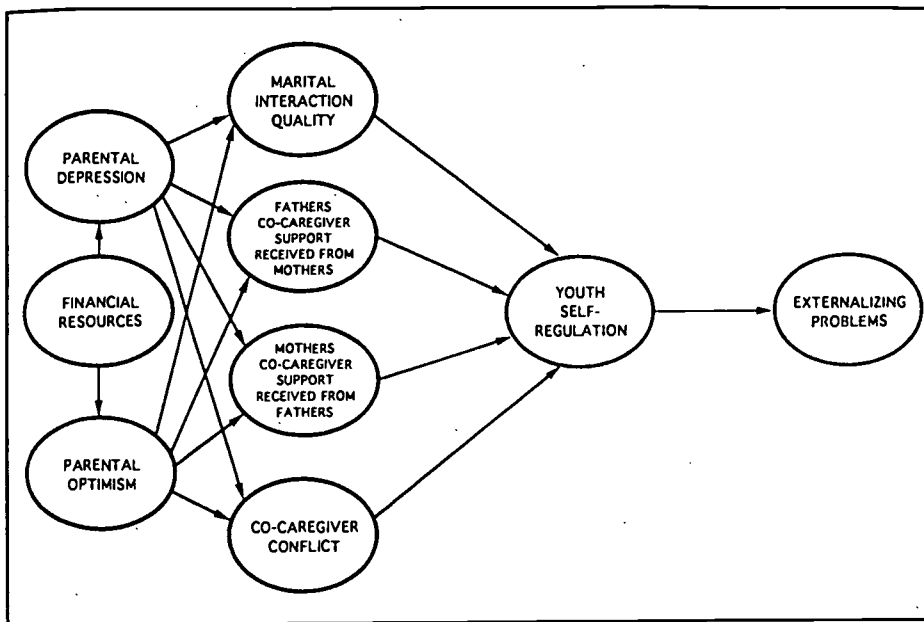 MARITAL
INTERACTION
QUALITY
PARENTAL
DEPRESSION
FATHERS
CO-CAREGIVER
SUPPORT
RECEIVED FROM
MOTHERS
FINANCIAL
RESOURCES
YOUTH
SELF-
REGULATION
EXTERNALIZING
PROBLEMS
MOTHERS
CO-CAREGIVER
SUPPORT
RECEIVED FROM
FATHERS
PARENTAL
OPTIMISM
CO-CAREGIVER
CONFLICT